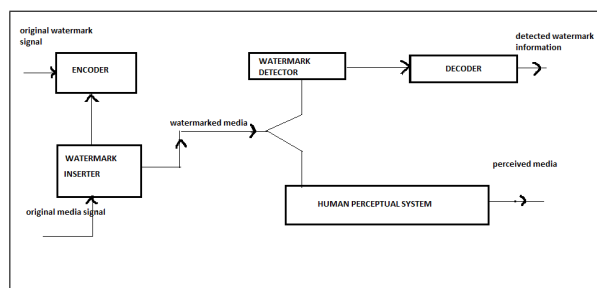 original watermark
signal
ENCODER
WATERMARK
INSERTER
original media signal
watermarked media
WATERMARK
DETECTOR
DECODER
detected watermark
information
HUMAN PERCEPTUAL SYSTEM
perceived media